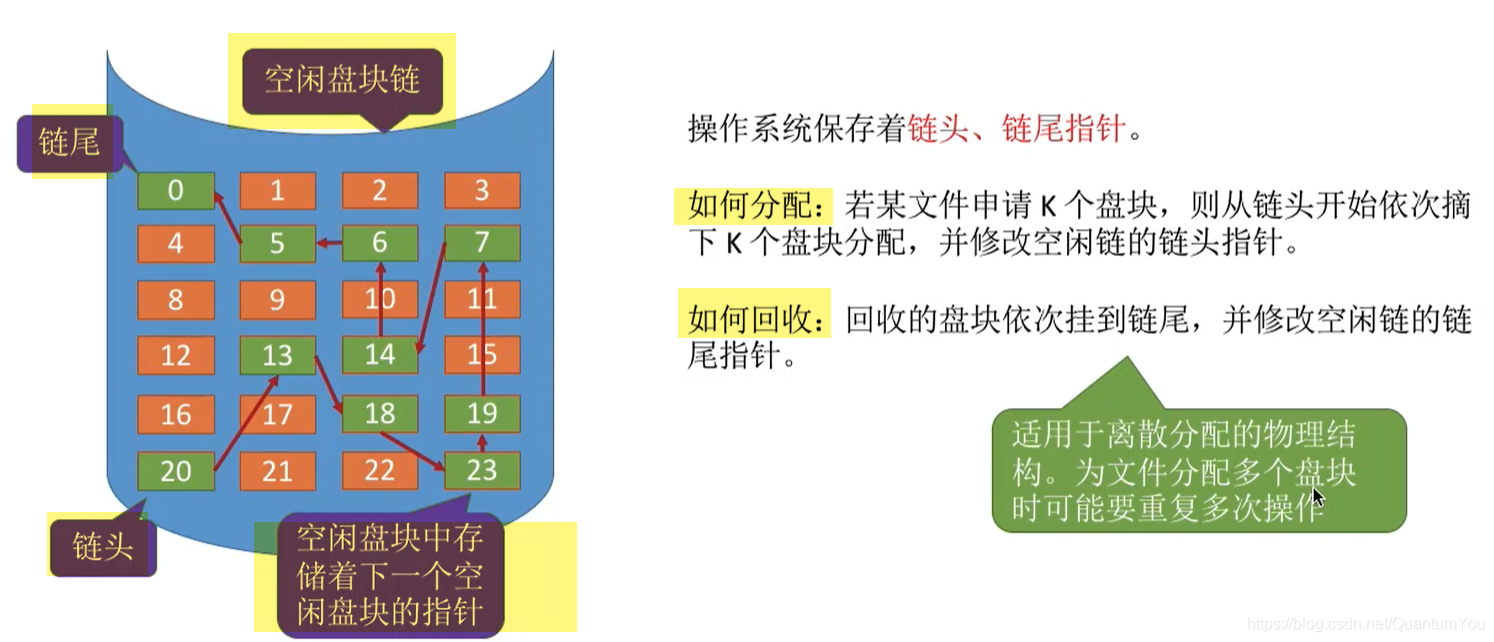 空闲盘块链
链尾
0 1 2 3
4 5 6 7
8 9 10 11
12 13 14 15
16 17 18 19
20 21 22 23
链头
空闲盘块中存
储着下一个空
闲盘块的指针
操作系统保存着链头、链尾指针。
如何分配：若某文件申请 K 个盘块，则从链头开始依次摘
下 K 个盘块分配，并修改空闲链的链头指针。
如何回收：回收的盘块依次挂到链尾，并修改空闲链的链
尾指针。
适用于离散分配的物理结
构。为文件分配多个盘块
时可能要重复多次操作
https://blog.csdn.net/QuantumYou